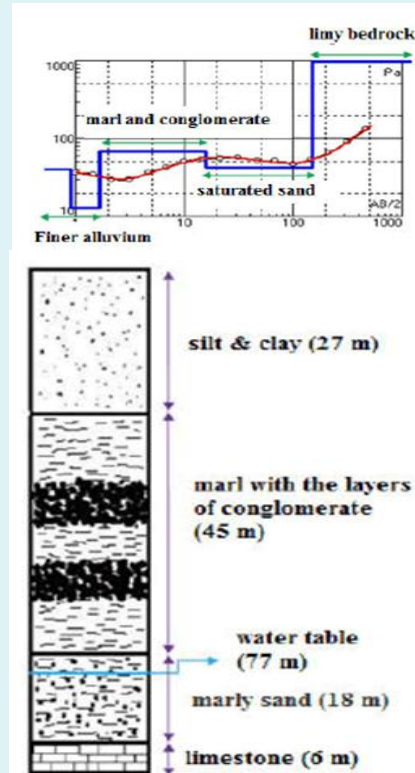 limy bedrock
1000
Pa
marl and conglomerate
100
saturated sand
10
1
10
100
1000
AB/2
Finer alluvium
silt & clay (27 m)
marl with the layers
of conglomerate
(45 m)
water table
(77 m)
marly sand (18 m)
limestone (6 m)